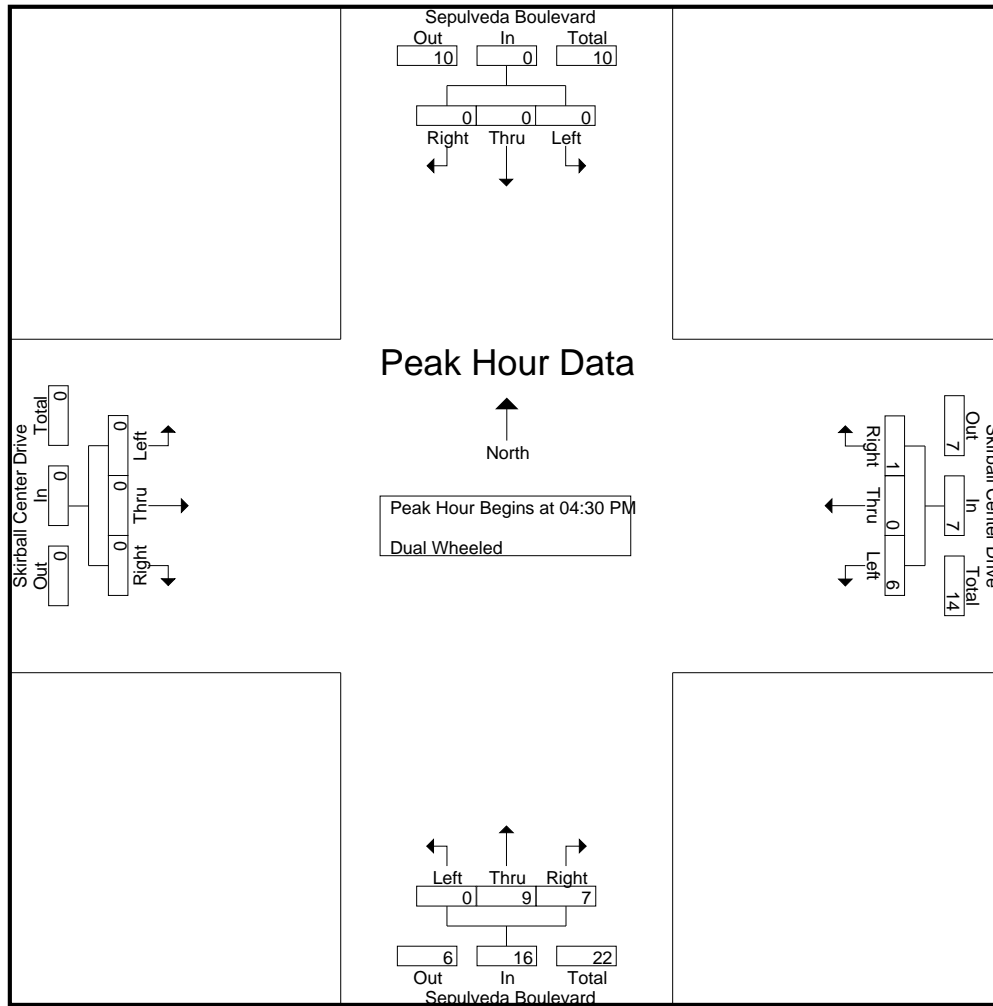 Sepulveda Boulevard
Out In Total
10 0 10
0 0 0
Right Thru Left
Peak Hour Data
North
Peak Hour Begins at 04:30 PM
Dual Wheeled
Skirball Center Drive
Total In Out
0 0 0
0 0 0
Left Thru Right
Skirball Center Drive
Out In Total
7 7 14
1 0 6
Right Thru Left
Left Thru Right
0 9 7
6 16 22
Out In Total
Sepulveda Boulevard